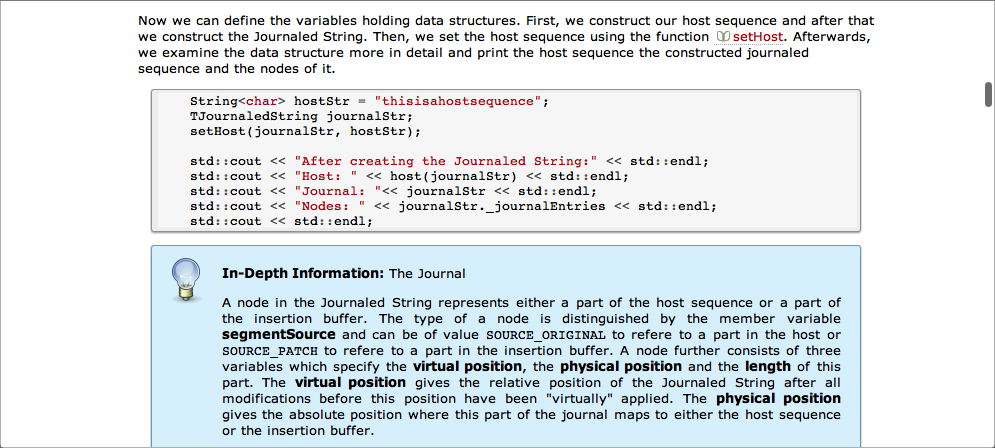 Now we can define the variables holding data structures. First, we construct our host sequence and after that
we construct the Journaled String. Then, we set the host sequence using the function setHost. Afterwards,
we examine the data structure more in detail and print the host sequence the constructed journaled
sequence and the nodes of it.
String<char> hostStr = "thisisahostsequence";
TJournaledString journalStr;
setHost(journalStr, hostStr);
std::cout << "After creating the Journaled String:" << std::endl;
std::cout << "Host: " << host(journalStr) << std::endl;
std::cout << "Journal: "<< journalStr << std::endl;
std::cout << "Nodes: " << journalStr._journalEntries << std::endl;
std::cout << std::endl;
In-Depth Information: The Journal
A node in the Journaled String represents either a part of the host sequence or a part of
the insertion buffer. The type of a node is distinguished by the member variable
segmentSource and can be of value SOURCE_ORIGINAL to refere to a part in the host or
SOURCE_PATCH to refere to a part in the insertion buffer. A node further consists of three
variables which specify the virtual position, the physical position and the length of this
part. The virtual position gives the relative position of the Journaled String after all
modifications before this position have been "virtually" applied. The physical position
gives the absolute position where this part of the journal maps to either the host sequence
or the insertion buffer.